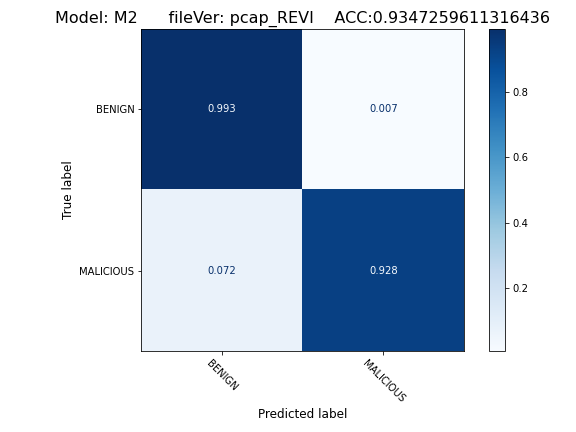 Model: M2 fileVer: pcap_REVI ACC:0.9347259611316436
BENIGN
0.993
0.007
0.8
0.6
True label
0.4
MALICIOUS
0.072
0.928
0.2
BENIGN
MALICIOUS
Predicted label